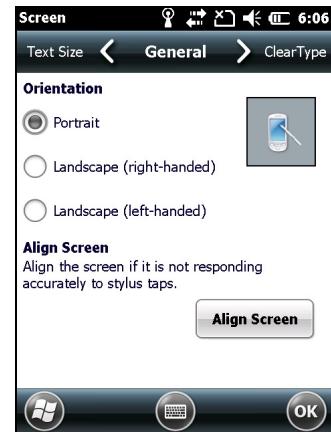 Screen 6:06
Text Size General ClearType
Orientation
Portrait
Landscape (right-handed)
Landscape (left-handed)
Align Screen
Align the screen if it is not responding
accurately to stylus taps.
Align Screen
OK